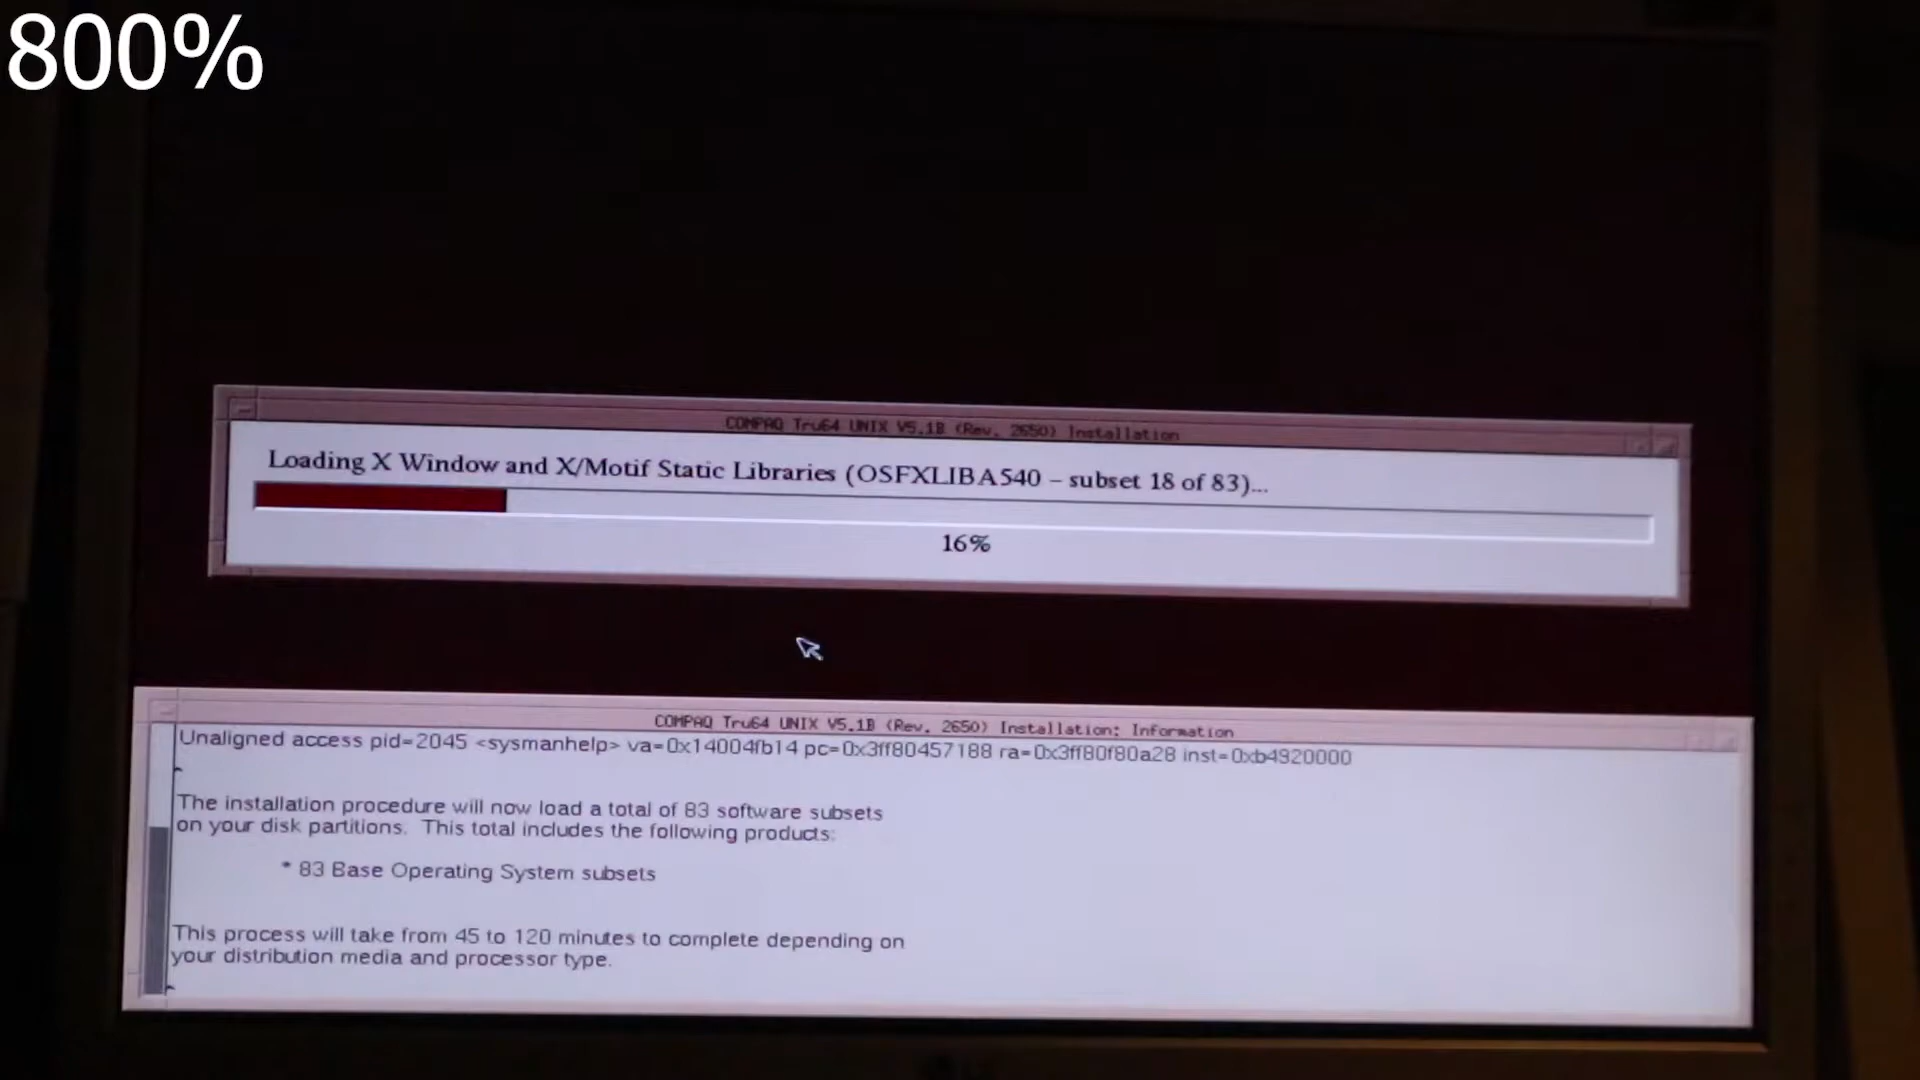 800%
COMPAQ Tru64 UNIX V5.1B (Rev. 2650) Installation
Loading X Window and X/Motif Static Libraries (OSFXLIBA540 – subset 18 of 83)...
16%
COMPAQ Tru64 UNIX V5.1B (Rev. 2650) Installation: Information
Unaligned access pid=2045 <sysmanhelp> va=0x14004fb14 pc=0x3ff80457188 ra=0x3ff80f80a28 inst=0xb4920000
The installation procedure will now load a total of 83 software subsets
on your disk partitions. This total includes the following products:
* 83 Base Operating System subsets
This process will take from 45 to 120 minutes to complete depending on
your distribution media and processor type.